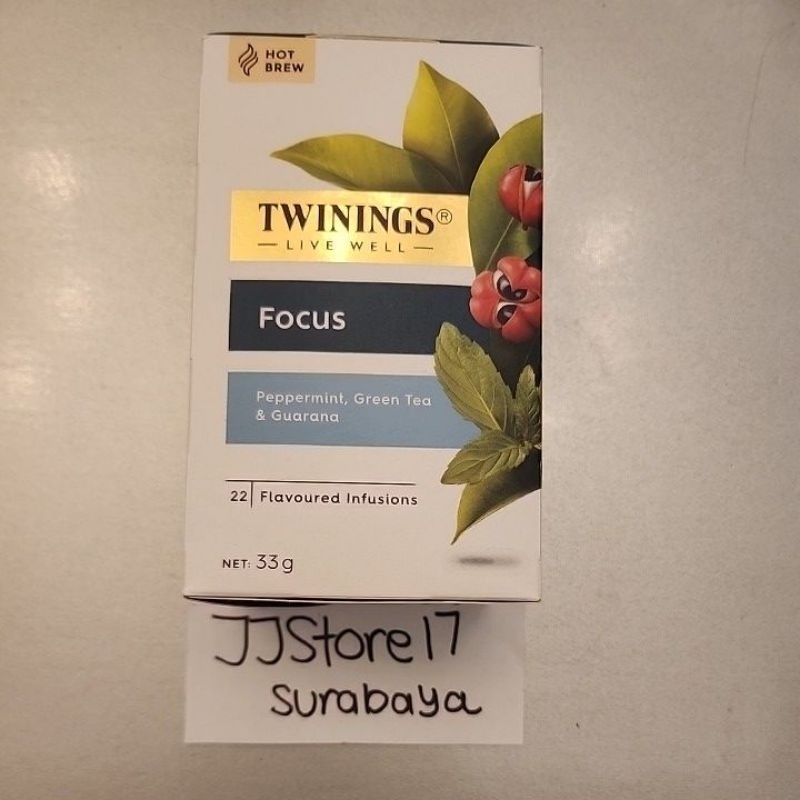 HOT
BREW
TWININGS®
LIVE WELL
Focus
Peppermint, Green Tea
& Guarana
22 Flavoured Infusions
NET: 33g
JJStore17
surabaya